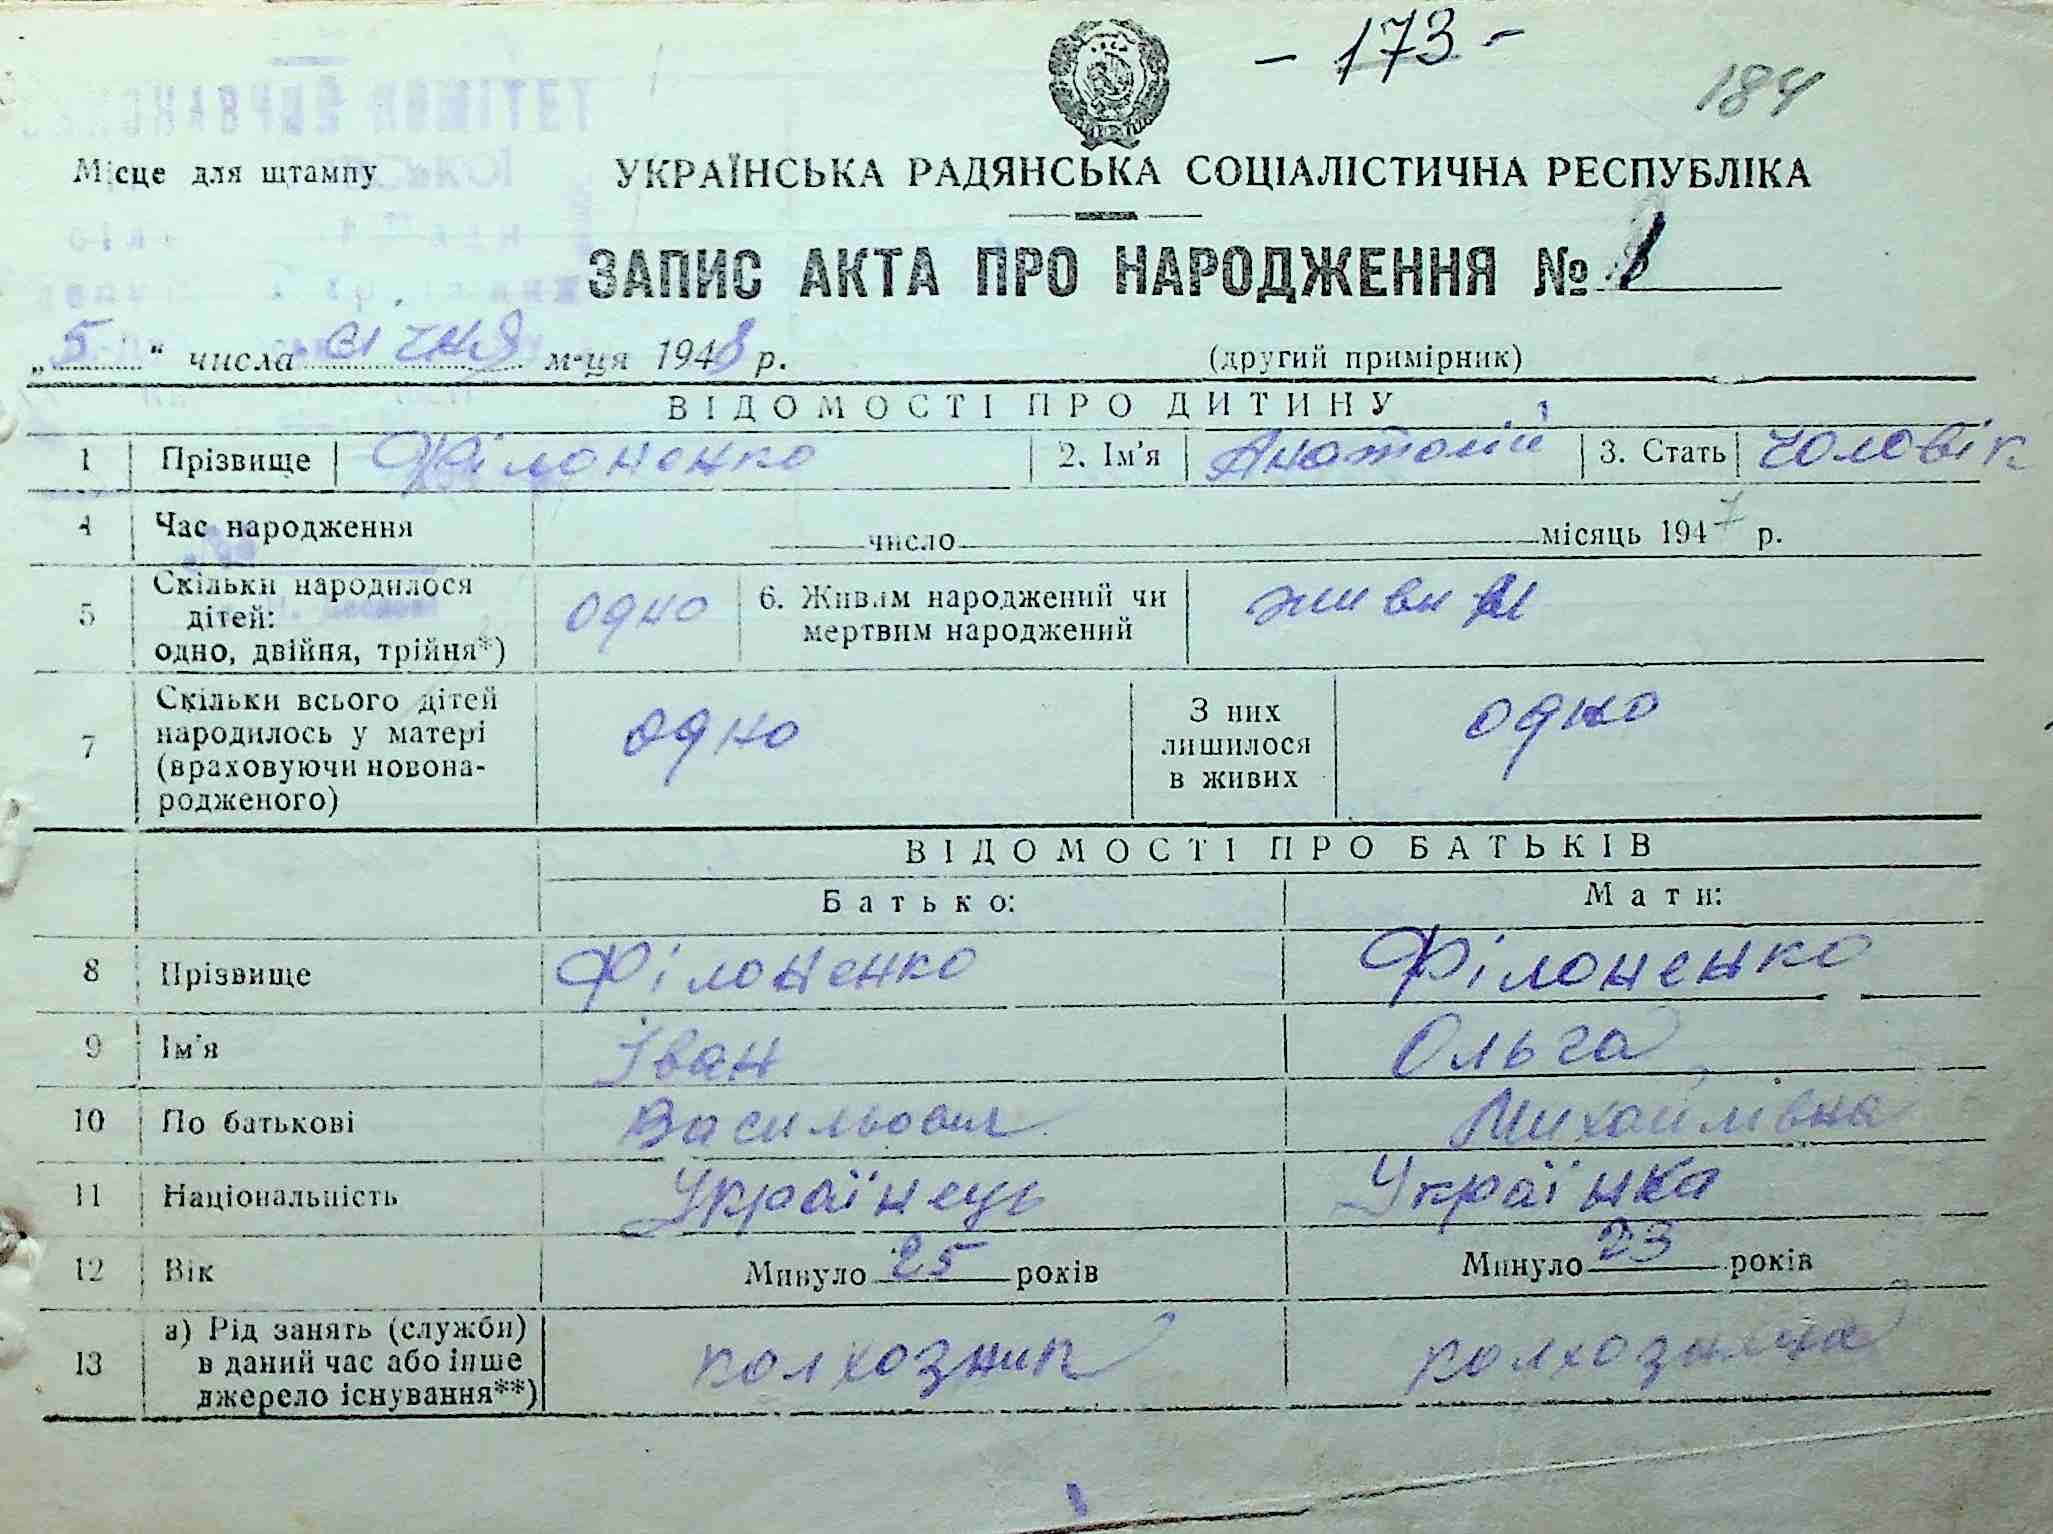 - 173 -
184
Місце для штампу
УКРАЇНСЬКА РАДЯНСЬКА СОЦІАЛІСТИЧНА РЕСПУБЛІКА
ЗАПИС АКТА ПРО НАРОДЖЕННЯ № 1
„5“ числа січня м-ця 1948 р.
(другий примірник)
ВІДОМОСТІ ПРО ДИТИНУ
1 Прізвище Філоненко 2. Ім'я Анатолій 3. Стать чоловік
4 Час народження число місяць 1947 р.
5 Скільки народилося дітей: одно, двійня, трійня*) одно 6. Живим народжений чи мертвим народжений живим
7 Скільки всього дітей народилось у матері (враховуючи новонародженого) одно З них лишилося в живих одно
ВІДОМОСТІ ПРО БАТЬКІВ
Батько: Мати:
8 Прізвище Філоненко Філоненко
9 Ім'я Іван Ольга
10 По батькові Васильович Михайлівна
11 Національність Українець Українка
12 Вік Минуло 25 років Минуло 23 років
13 а) Рід занять (служби) в даний час або інше джерело існування**) колхозник колхозниця